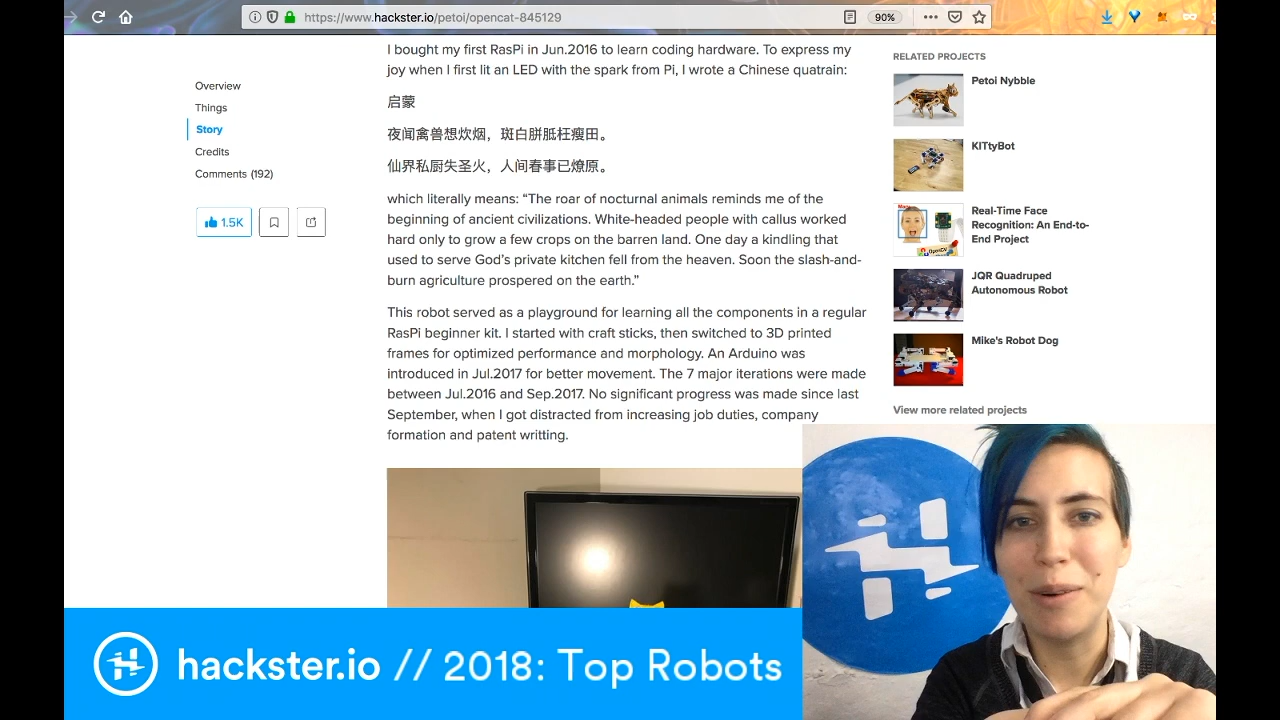 https://www.hackster.io/petoi/opencat-845129
90%
Overview
Things
Story
Credits
Comments (192)
1.5K
I bought my first RasPi in Jun.2016 to learn coding hardware. To express my
joy when I first lit an LED with the spark from Pi, I wrote a Chinese quatrain:
启蒙
夜闻禽兽想炊烟，斑白胼胝枉瘦田。
仙界私厨失圣火，人间春事已燎原。
which literally means: “The roar of nocturnal animals reminds me of the
beginning of ancient civilizations. White-headed people with callus worked
hard only to grow a few crops on the barren land. One day a kindling that
used to serve God’s private kitchen fell from the heaven. Soon the slash-and-
burn agriculture prospered on the earth.”
This robot served as a playground for learning all the components in a regular
RasPi beginner kit. I started with craft sticks, then switched to 3D printed
frames for optimized performance and morphology. An Arduino was
introduced in Jul.2017 for better movement. The 7 major iterations were made
between Jul.2016 and Sep.2017. No significant progress was made since last
September, when I got distracted from increasing job duties, company
formation and patent writting.
RELATED PROJECTS
Petoi Nybble
KITtyBot
Real-Time Face
Recognition: An End-to-
End Project
JQR Quadruped
Autonomous Robot
Mike's Robot Dog
View more related projects
hackster.io // 2018: Top Robots